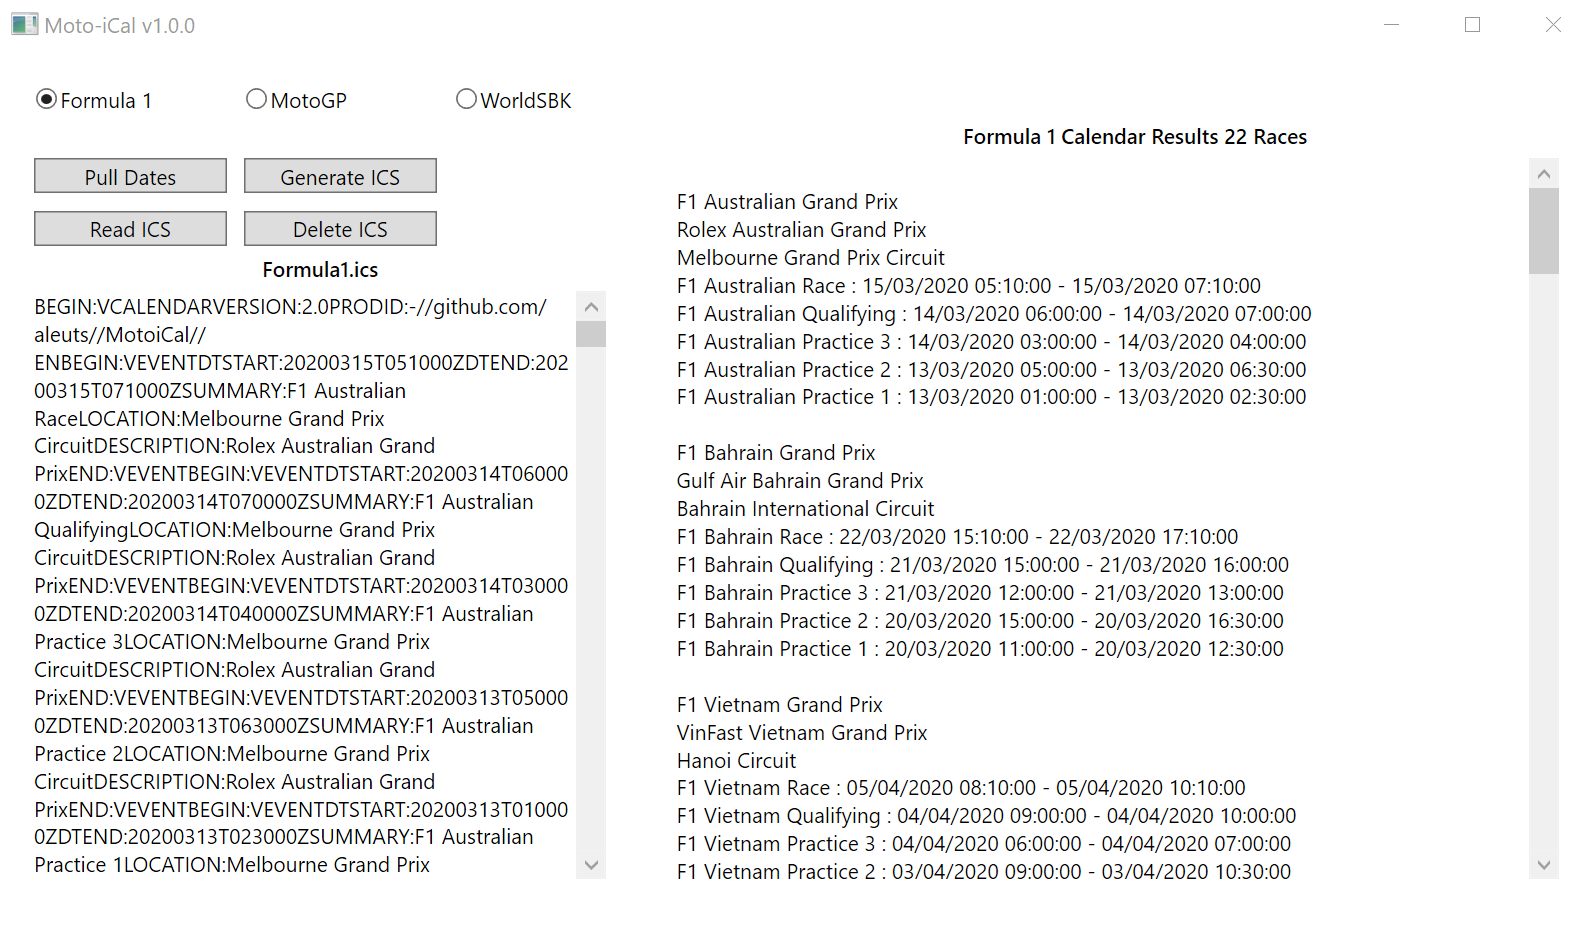 Moto-iCal v1.0.0
Formula 1
MotoGP
WorldSBK
Pull Dates
Generate ICS
Read ICS
Delete ICS
Formula1.ics
BEGIN:VCALENDARVERSION:2.0PRODID:-//github.com/
aleuts//MotoiCal//
ENBEGIN:VEVENTDTSTART:20200315T051000ZDTEND:202
00315T071000ZSUMMARY:F1 Australian
RaceLOCATION:Melbourne Grand Prix
CircuitDESCRIPTION:Rolex Australian Grand
PrixEND:VEVENTBEGIN:VEVENTDTSTART:20200314T06000
0ZDTEND:20200314T070000ZSUMMARY:F1 Australian
QualifyingLOCATION:Melbourne Grand Prix
CircuitDESCRIPTION:Rolex Australian Grand
PrixEND:VEVENTBEGIN:VEVENTDTSTART:20200314T03000
0ZDTEND:20200314T040000ZSUMMARY:F1 Australian
Practice 3LOCATION:Melbourne Grand Prix
CircuitDESCRIPTION:Rolex Australian Grand
PrixEND:VEVENTBEGIN:VEVENTDTSTART:20200313T05000
0ZDTEND:20200313T063000ZSUMMARY:F1 Australian
Practice 2LOCATION:Melbourne Grand Prix
CircuitDESCRIPTION:Rolex Australian Grand
PrixEND:VEVENTBEGIN:VEVENTDTSTART:20200313T01000
0ZDTEND:20200313T023000ZSUMMARY:F1 Australian
Practice 1LOCATION:Melbourne Grand Prix
Formula 1 Calendar Results 22 Races
F1 Australian Grand Prix
Rolex Australian Grand Prix
Melbourne Grand Prix Circuit
F1 Australian Race : 15/03/2020 05:10:00 - 15/03/2020 07:10:00
F1 Australian Qualifying : 14/03/2020 06:00:00 - 14/03/2020 07:00:00
F1 Australian Practice 3 : 14/03/2020 03:00:00 - 14/03/2020 04:00:00
F1 Australian Practice 2 : 13/03/2020 05:00:00 - 13/03/2020 06:30:00
F1 Australian Practice 1 : 13/03/2020 01:00:00 - 13/03/2020 02:30:00
F1 Bahrain Grand Prix
Gulf Air Bahrain Grand Prix
Bahrain International Circuit
F1 Bahrain Race : 22/03/2020 15:10:00 - 22/03/2020 17:10:00
F1 Bahrain Qualifying : 21/03/2020 15:00:00 - 21/03/2020 16:00:00
F1 Bahrain Practice 3 : 21/03/2020 12:00:00 - 21/03/2020 13:00:00
F1 Bahrain Practice 2 : 20/03/2020 15:00:00 - 20/03/2020 16:30:00
F1 Bahrain Practice 1 : 20/03/2020 11:00:00 - 20/03/2020 12:30:00
F1 Vietnam Grand Prix
VinFast Vietnam Grand Prix
Hanoi Circuit
F1 Vietnam Race : 05/04/2020 08:10:00 - 05/04/2020 10:10:00
F1 Vietnam Qualifying : 04/04/2020 09:00:00 - 04/04/2020 10:00:00
F1 Vietnam Practice 3 : 04/04/2020 06:00:00 - 04/04/2020 07:00:00
F1 Vietnam Practice 2 : 03/04/2020 09:00:00 - 03/04/2020 10:30:00